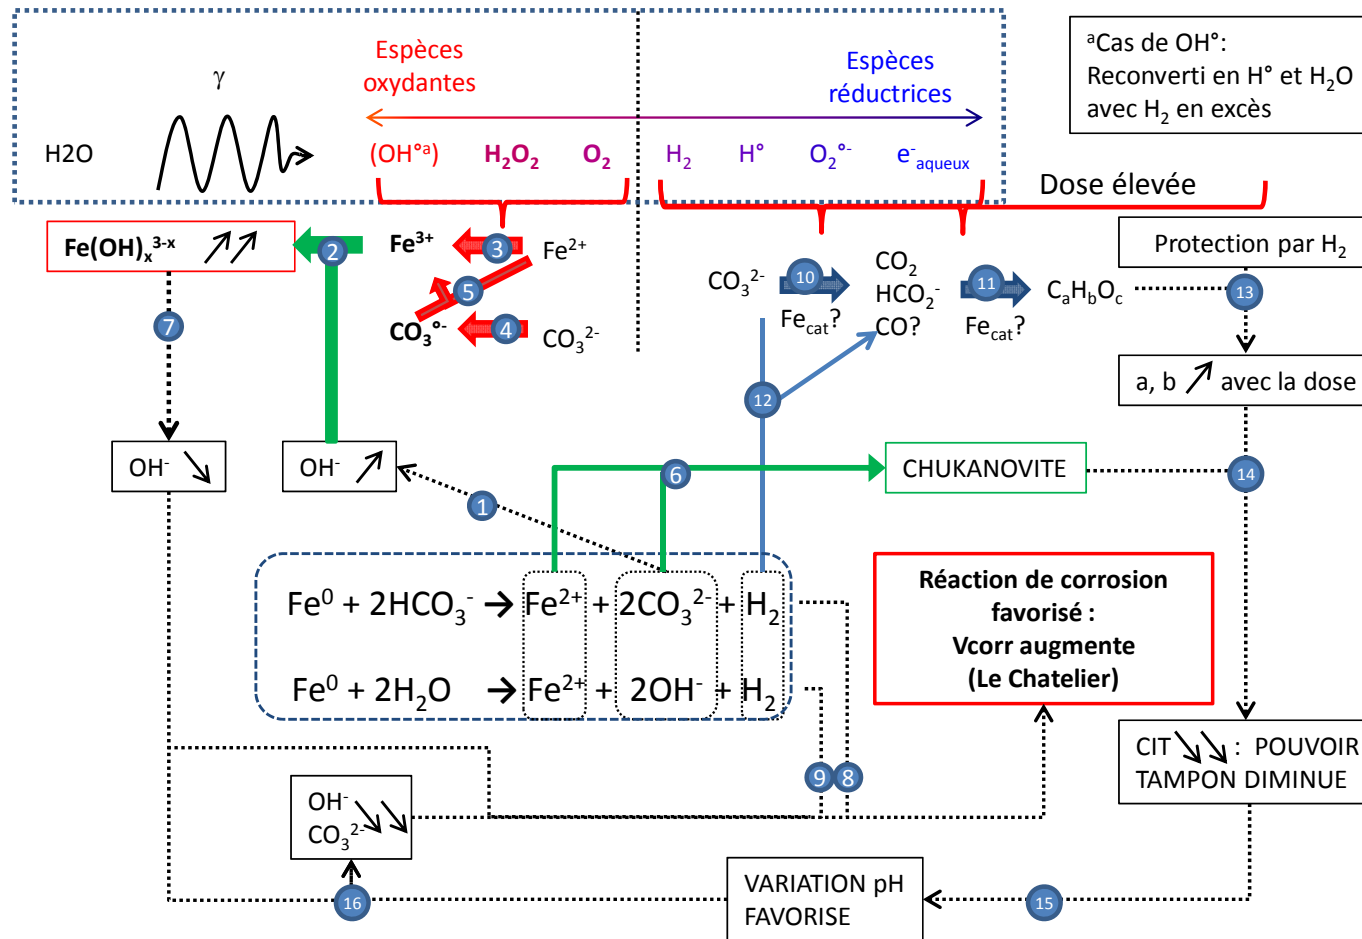 γ
H2O
Espèces
oxydantes
Espèces
réductrices
(OH°ᵃ) H₂O₂ O₂ H₂ H° O₂°⁻ e⁻aqueux
ᵃCas de OH°:
Reconverti en H° et H₂O
avec H₂ en excès
Dose élevée
Fe(OH)ₓ³⁻ˣ ↗↗
2
Fe³⁺
3
Fe²⁺
5
CO₃°⁻
4
CO₃²⁻
CO₃²⁻
10
Fecat?
CO₂
HCO₂⁻
CO?
11
Fecat?
CₐHbOc
Protection par H₂
13
a, b ↗ avec la dose
7
12
OH⁻ ↘
OH⁻ ↗
6
CHUKANOVITE
14
1
Fe⁰ + 2HCO₃⁻ → Fe²⁺ + 2CO₃²⁻ + H₂
Fe⁰ + 2H₂O → Fe²⁺ + 2OH⁻ + H₂
Réaction de corrosion
favorisé :
Vcorr augmente
(Le Chatelier)
9
8
CIT ↘↘ : POUVOIR
TAMPON DIMINUE
OH⁻
CO₃²⁻ ↘↘
16
VARIATION pH
FAVORISE
15